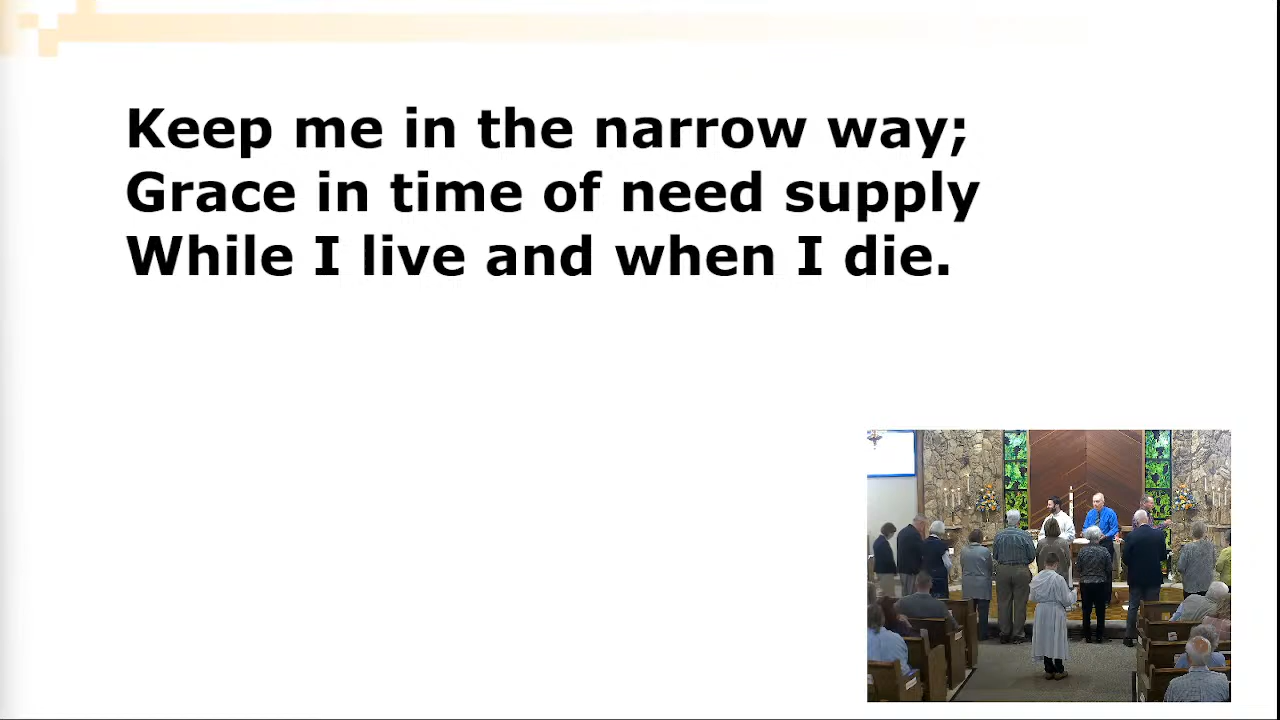 Keep me in the narrow way;
Grace in time of need supply
While I live and when I die.